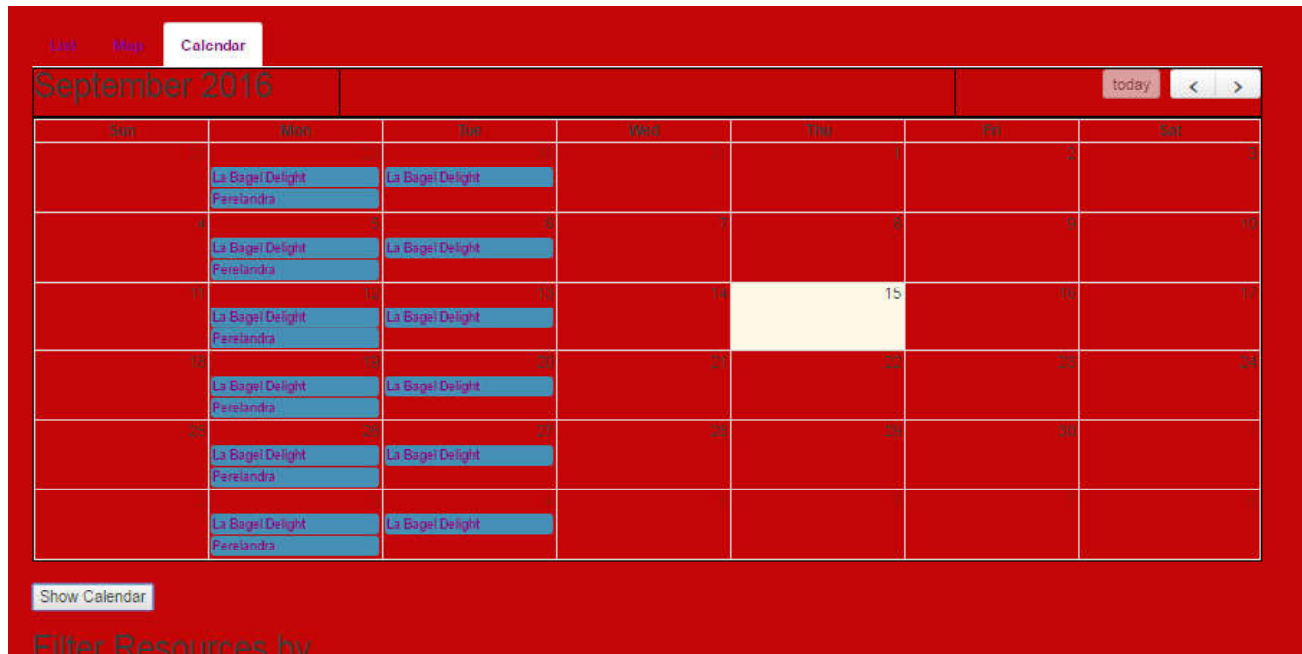 List Map Calendar
September 2016
today < >
Sun Mon Tue Wed Thu Fri Sat
1 2 3
La Bagel Delight La Bagel Delight
Perelandra
4 5 6 7 8 9 10
La Bagel Delight La Bagel Delight
Perelandra
11 12 13 14 15 16 17
La Bagel Delight La Bagel Delight
Perelandra
18 19 20 21 22 23 24
La Bagel Delight La Bagel Delight
Perelandra
25 26 27 28 29 30
La Bagel Delight La Bagel Delight
Perelandra
La Bagel Delight La Bagel Delight
Perelandra
Show Calendar
Filter Resources by